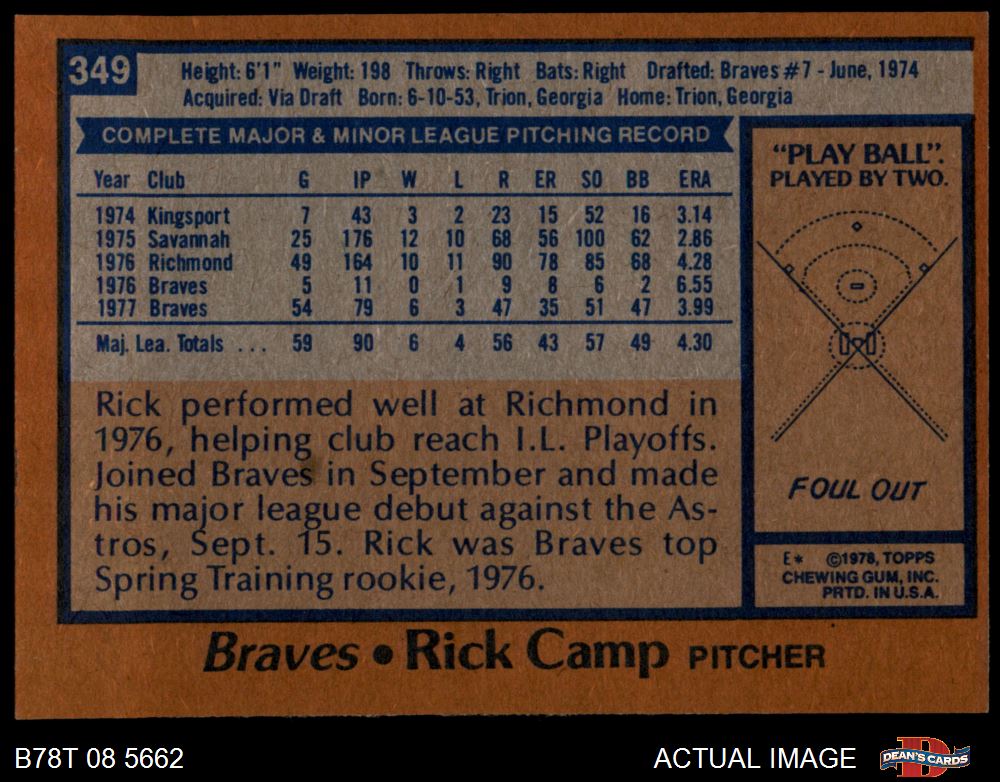 349
Height: 6'1" Weight: 198 Throws: Right Bats: Right Drafted: Braves #7 - June, 1974
Acquired: Via Draft Born: 6-10-53, Trion, Georgia Home: Trion, Georgia
COMPLETE MAJOR & MINOR LEAGUE PITCHING RECORD
Year Club G IP W L R ER SO BB ERA
1974 Kingsport 7 43 3 2 23 15 52 16 3.14
1975 Savannah 25 176 12 10 68 56 100 62 2.86
1976 Richmond 49 164 10 11 90 78 85 68 4.28
1976 Braves 5 11 0 1 9 8 6 2 6.55
1977 Braves 54 79 6 3 47 35 51 47 3.99
Maj. Lea. Totals ... 59 90 6 4 56 43 57 49 4.30
Rick performed well at Richmond in
1976, helping club reach I.L. Playoffs.
Joined Braves in September and made
his major league debut against the As-
tros, Sept. 15. Rick was Braves top
Spring Training rookie, 1976.
"PLAY BALL".
PLAYED BY TWO.
FOUL OUT
E* ©1978, TOPPS
CHEWING GUM, INC.
PRTD. IN U.S.A.
Braves • Rick Camp PITCHER
B78T 08 5662
ACTUAL IMAGE
DEAN'S CARDS